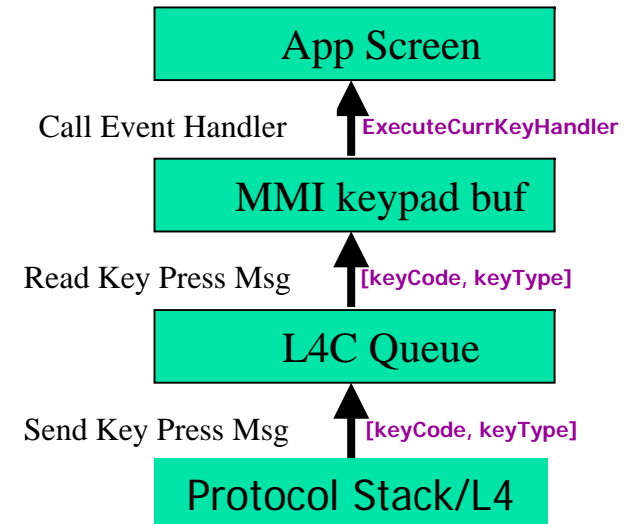 App Screen
Call Event Handler ExecuteCurrKeyHandler
MMI keypad buf
Read Key Press Msg [keyCode, keyType]
L4C Queue
Send Key Press Msg [keyCode, keyType]
Protocol Stack/L4